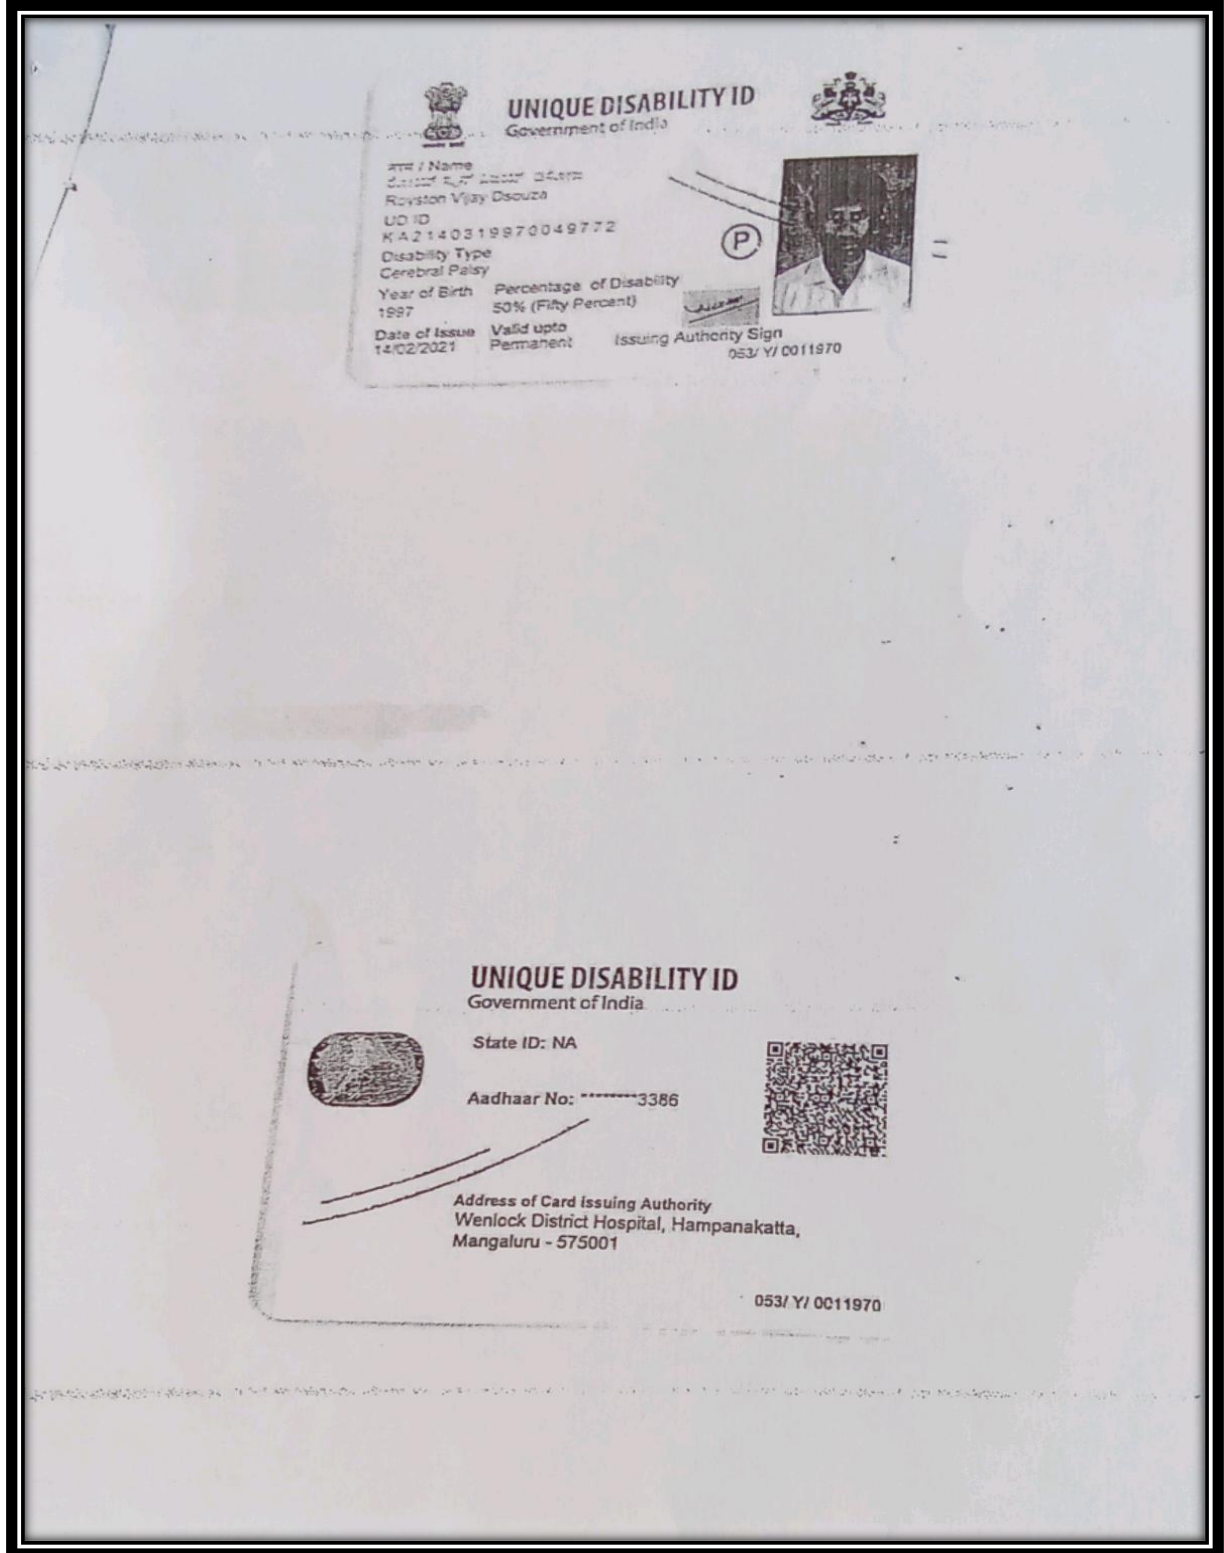 UNIQUE DISABILITY ID
Government of India
नाम / Name
Royston Vijay Dsouza
UD ID
KA2140319970049772
Disability Type
Cerebral Palsy
Year of Birth Percentage of Disability
1997 50% (Fifty Percent)
P
Date of Issue Valid upto Issuing Authority Sign
14/02/2021 Permanent
053/ Y/ 0011970
UNIQUE DISABILITY ID
Government of India
State ID: NA
Aadhaar No: ********3386
Address of Card Issuing Authority
Wenlock District Hospital, Hampanakatta,
Mangaluru - 575001
053/ Y/ 0011970